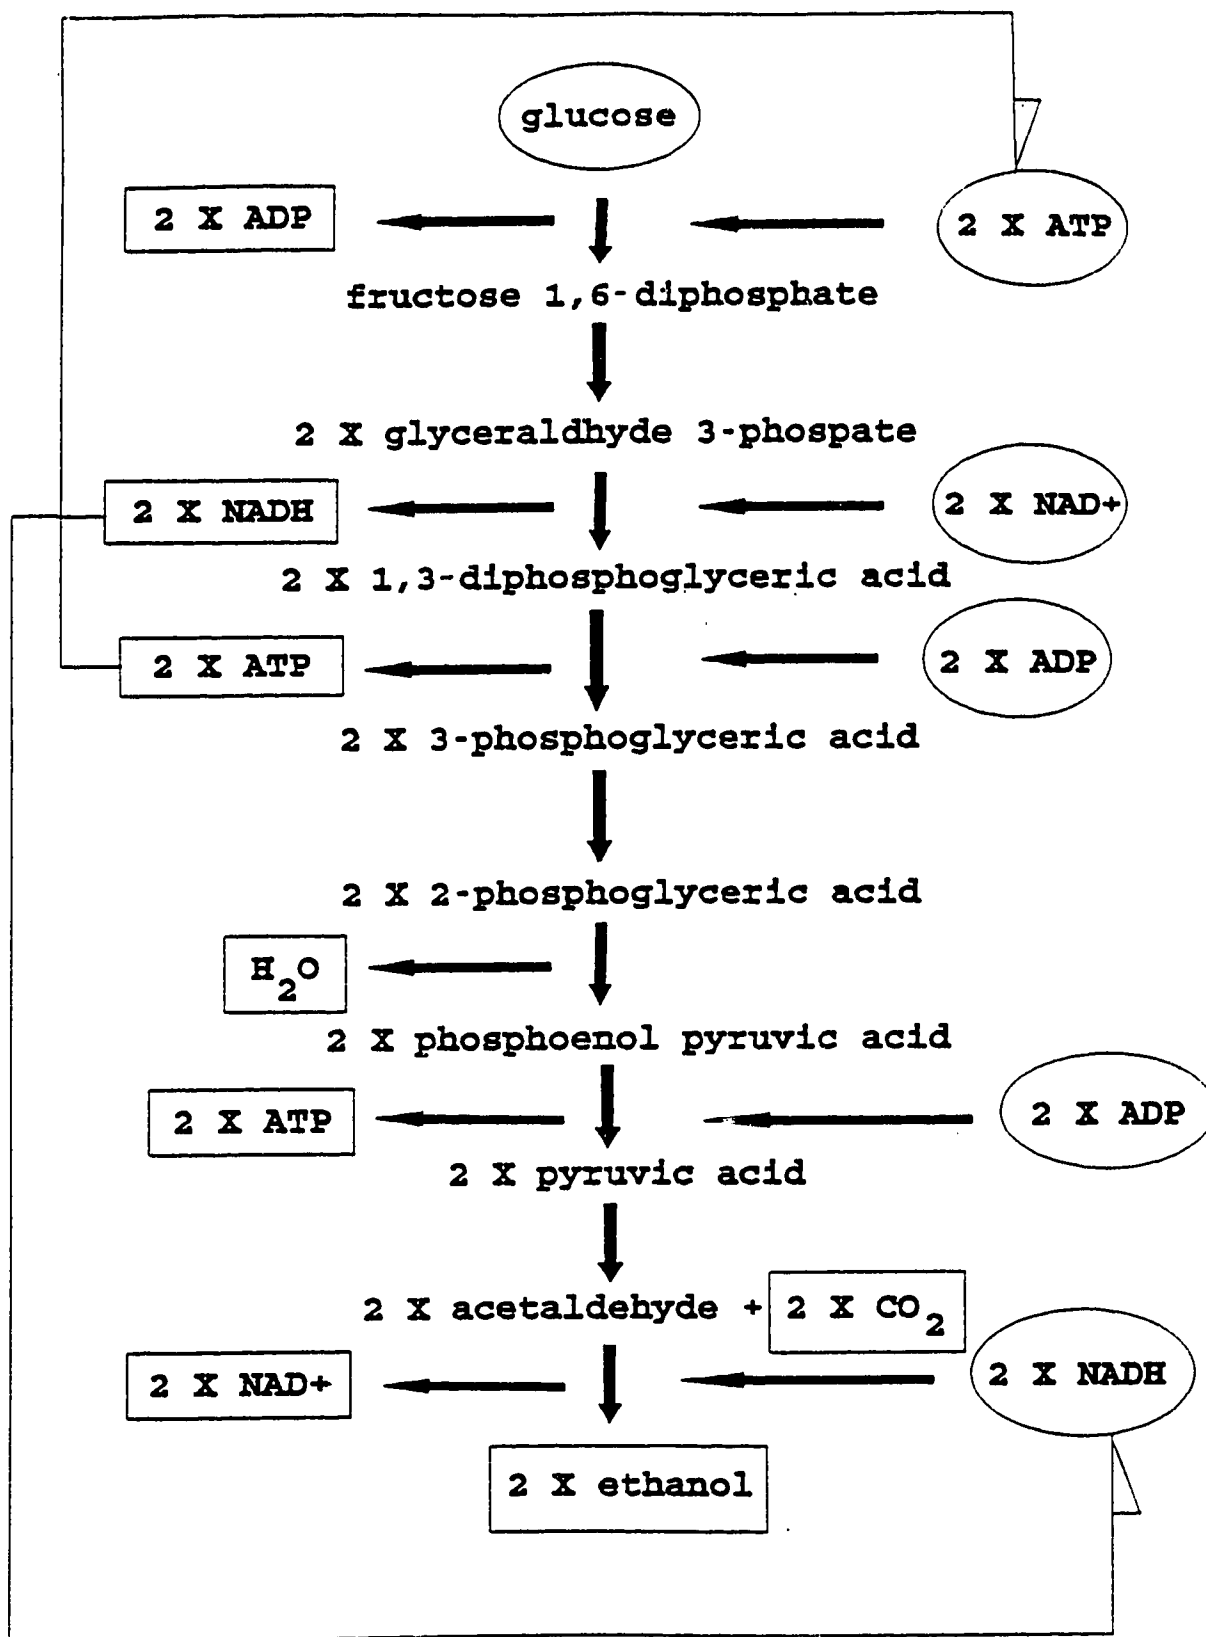 glucose
2 X ADP
2 X ATP
fructose 1,6-diphosphate
2 X glyceraldhyde 3-phospate
2 X NADH
2 X NAD+
2 X 1,3-diphosphoglyceric acid
2 X ATP
2 X ADP
2 X 3-phosphoglyceric acid
2 X 2-phosphoglyceric acid
H2O
2 X phosphoenol pyruvic acid
2 X ATP
2 X ADP
2 X pyruvic acid
2 X acetaldehyde + 2 X CO2
2 X NAD+
2 X NADH
2 X ethanol